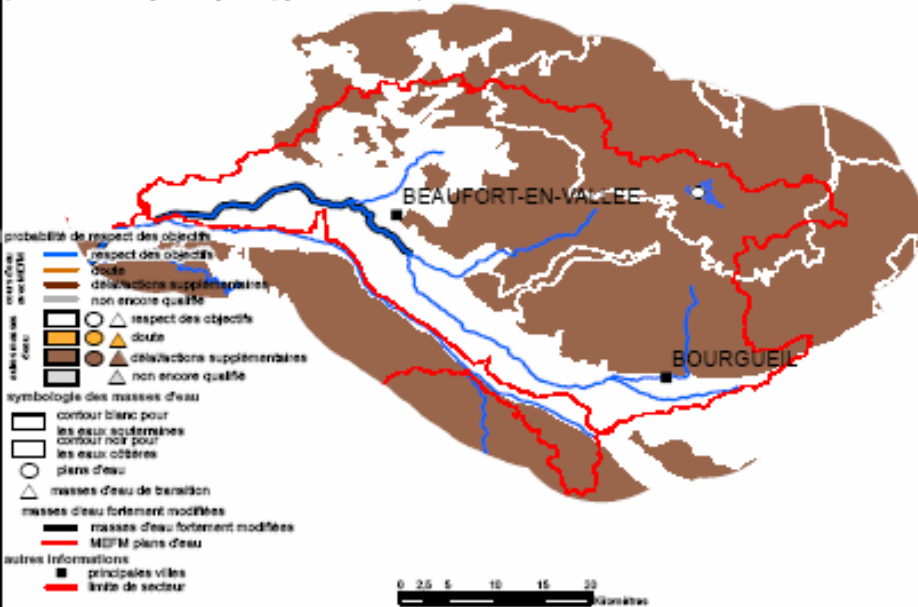 BEAUFORT-EN-VALLEE
probabilité de respect des objectifs
respect des objectifs
doute
délai/actions supplémentaires
non encore qualifié
respect des objectifs
doute
délai/actions supplémentaires
non encore qualifié
BOURGUEIL
symbologie des masses d'eau
contour blanc pour
les eaux souterraines
contour noir pour
les eaux côtières
plans d'eau
masses d'eau de transition
masses d'eau fortement modifiées
masses d'eau fortement modifiées
MEFM plans d'eau
autres informations
principales villes
limite de secteur
0 2,5 5 10 15 20
Kilomètres